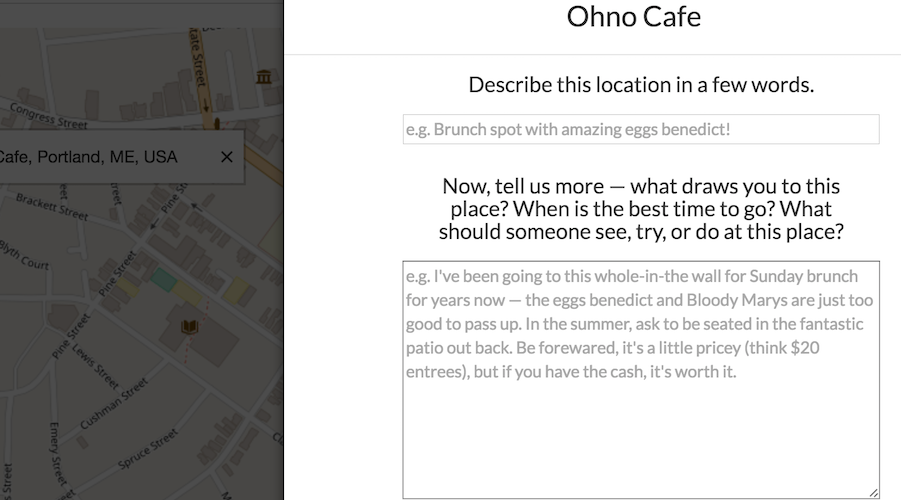 Ohno Cafe
Describe this location in a few words.
e.g. Brunch spot with amazing eggs benedict!
Now, tell us more — what draws you to this
place? When is the best time to go? What
should someone see, try, or do at this place?
e.g. I've been going to this whole-in-the wall for Sunday brunch
for years now — the eggs benedict and Bloody Marys are just too
good to pass up. In the summer, ask to be seated in the fantastic
patio out back. Be forewared, it's a little pricey (think $20
entrees), but if you have the cash, it's worth it.
Cafe, Portland, ME, USA
tate Street
Congress Street
Pine St
Brackett Street
Blyth Court
Pine Street
Pine Street
Lewis Street
Cushman Street
Emery Street
Spruce Street
Street